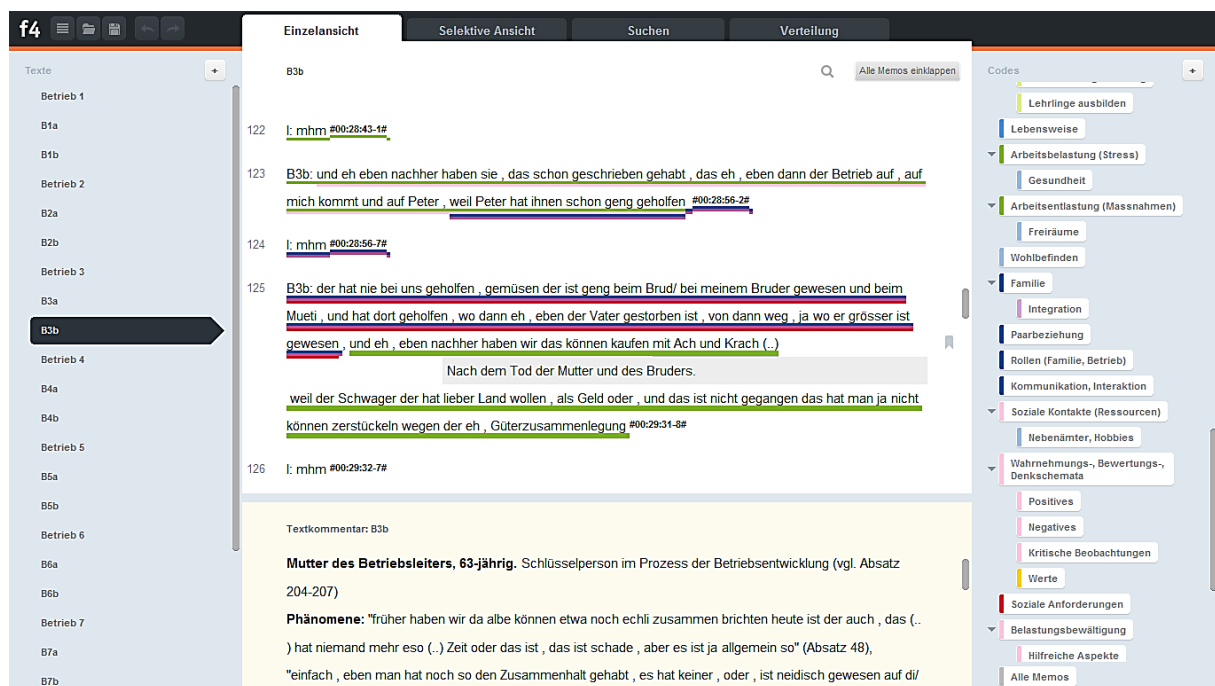 f4
Einzelansicht
Selektive Ansicht
Suchen
Verteilung
Texte
+
Betrieb 1
B1a
B1b
Betrieb 2
B2a
B2b
Betrieb 3
B3a
B3b
Betrieb 4
B4a
B4b
Betrieb 5
B5a
B5b
Betrieb 6
B6a
B6b
Betrieb 7
B7a
B7b
B3b
Alle Memos einklappen
122 I: mhm #00:28:43-1#
123 B3b: und eh eben nachher haben sie , das schon geschrieben gehabt , das eh , eben dann der Betrieb auf , auf
mich kommt und auf Peter , weil Peter hat ihnen schon geng geholfen #00:28:56-2#
124 I: mhm #00:28:56-7#
125 B3b: der hat nie bei uns geholfen , gemüsen der ist geng beim Brud/ bei meinem Bruder gewesen und beim
Mueti , und hat dort geholfen , wo dann eh , eben der Vater gestorben ist , von dann weg , ja wo er grösser ist
gewesen , und eh , eben nachher haben wir das können kaufen mit Ach und Krach (..)
Nach dem Tod der Mutter und des Bruders.
weil der Schwager der hat lieber Land wollen , als Geld oder , und das ist nicht gegangen das hat man ja nicht
können zerstückeln wegen der eh , Güterzusammenlegung #00:29:31-8#
126 I: mhm #00:29:32-7#
Textkommentar: B3b
Mutter des Betriebsleiters, 63-jährig. Schlüsselperson im Prozess der Betriebsentwicklung (vgl. Absatz
204-207)
Phänomene: "früher haben wir da albe können etwa noch echli zusammen brichten heute ist der auch , das (..
) hat niemand mehr eso (..) Zeit oder das ist , das ist schade , aber es ist ja allgemein so" (Absatz 48),
"einfach , eben man hat noch so den Zusammenhalt gehabt , es hat keiner , oder , ist neidisch gewesen auf di/
Codes
+
Lehrlinge ausbilden
Lebensweise
Arbeitsbelastung (Stress)
Gesundheit
Arbeitsentlastung (Massnahmen)
Freiräume
Wohlbefinden
Familie
Integration
Paarbeziehung
Rollen (Familie, Betrieb)
Kommunikation, Interaktion
Soziale Kontakte (Ressourcen)
Nebenämter, Hobbies
Wahrnehmungs-, Bewertungs-,
Denkschemata
Positives
Negatives
Kritische Beobachtungen
Werte
Soziale Anforderungen
Belastungsbewältigung
Hilfreiche Aspekte
Alle Memos